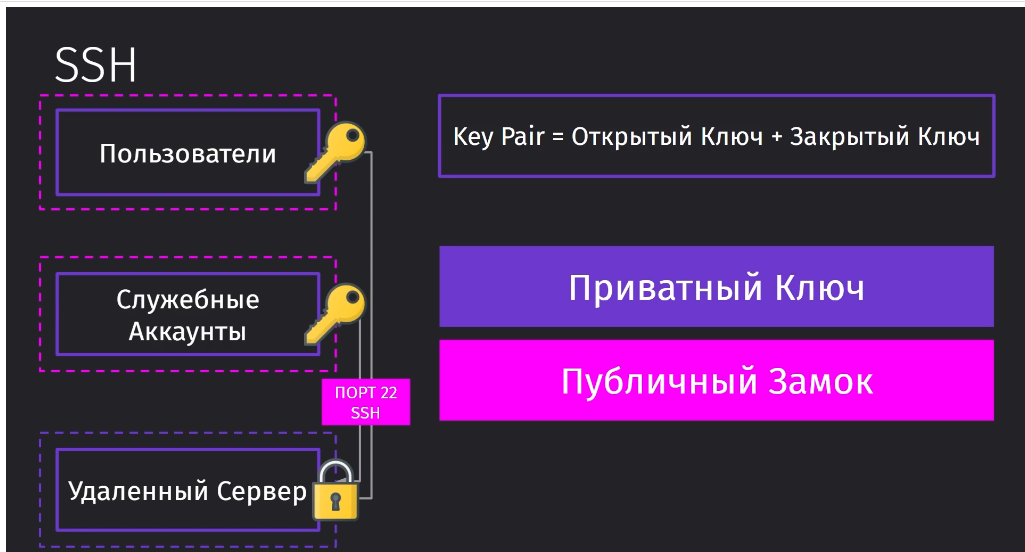 SSH
Пользователи
Служебные
Аккаунты
ПОРТ 22
SSH
Удаленный Сервер
Key Pair = Открытый Ключ + Закрытый Ключ
Приватный Ключ
Публичный Замок